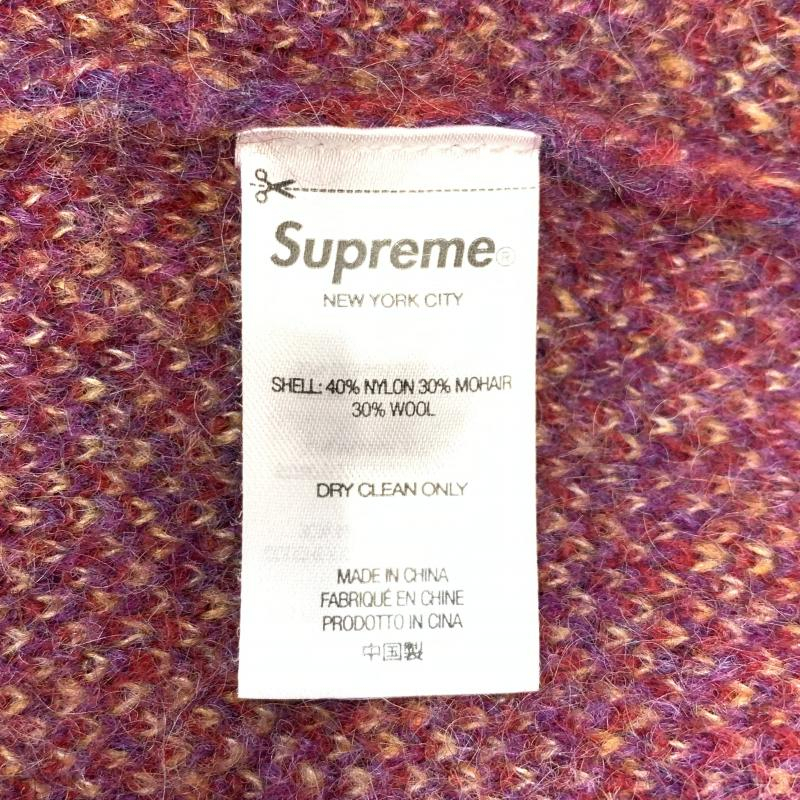 Supreme®
NEW YORK CITY
SHELL: 40% NYLON 30% MOHAIR
30% WOOL
DRY CLEAN ONLY
MADE IN CHINA
FABRIQUÉ EN CHINE
PRODOTTO IN CINA
中国製